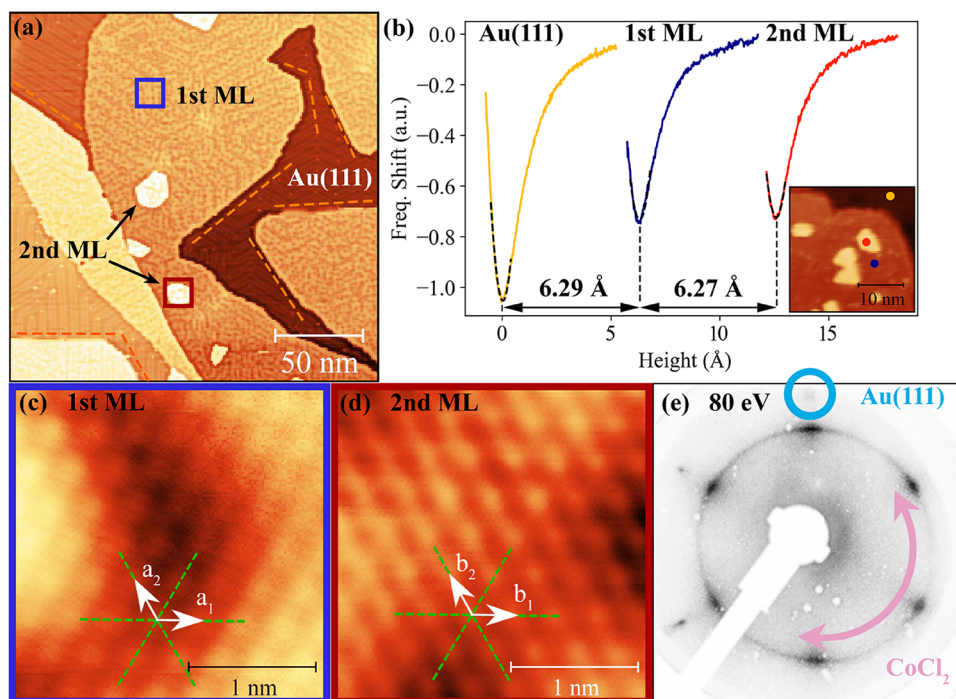 (a)
1st ML
Au(111)
2nd ML
50 nm
(b)
Au(111) 1st ML 2nd ML
Freq. Shift (a.u.)
0.0
−0.2
−0.4
−0.6
−0.8
−1.0
6.29 Å
6.27 Å
10 nm
0 5 10 15
Height (Å)
(c) 1st ML
a₂
a₁
1 nm
(d) 2nd ML
b₂
b₁
1 nm
(e) 80 eV
Au(111)
CoCl₂